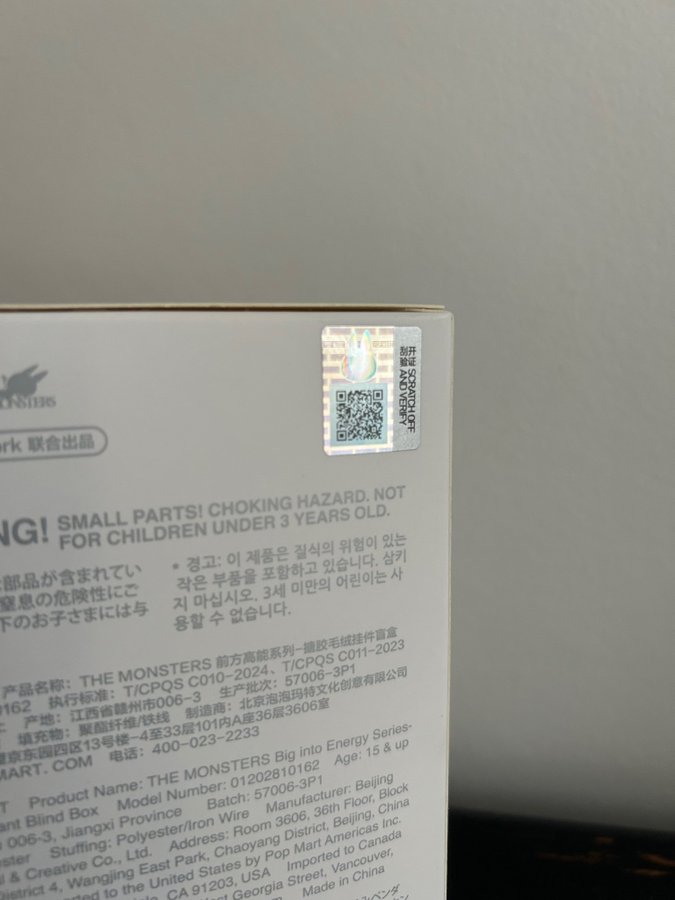 MONSTERS
开启 SCRATCH OFF
刮验 AND VERIFY
rk 联合出品
NG! SMALL PARTS! CHOKING HAZARD. NOT
FOR CHILDREN UNDER 3 YEARS OLD.
部品が含まれてい
窒息の危険性にご
下のお子さまには与
* 경고: 이 제품은 질식의 위험이 있는
작은 부품을 포함하고 있습니다. 삼키
지 마십시오. 3세 미만의 어린이는 사
용할 수 없습니다.
产品名称: THE MONSTERS 前方高能系列-搪胶毛绒挂件盲盒
0162 执行标准: T/CPQS C010-2024、T/CPQS C011-2023
产地: 江西省赣州市006-3 生产批次: 57006-3P1
填充物: 聚酯纤维/铁线 制造商: 北京泡泡玛特文化创意有限公司
京东园四区13号楼-4至33层101内A座36层3606室
MART. COM 电话: 400-023-2233
T Product Name: THE MONSTERS Big into Energy Series-
ant Blind Box Model Number: 01202810162 Age: 15 & up
006-3, Jiangxi Province Batch: 57006-3P1
ster Stuffing: Polyester/Iron Wire Manufacturer: Beijing
l & Creative Co., Ltd. Address: Room 3606, 36th Floor, Block
District 4, Wangjing East Park, Chaoyang District, Beijing, China
rted to the United States by Pop Mart Americas Inc.
le, CA 91203, USA Imported to Canada
est Georgia Street, Vancouver,
Made in China